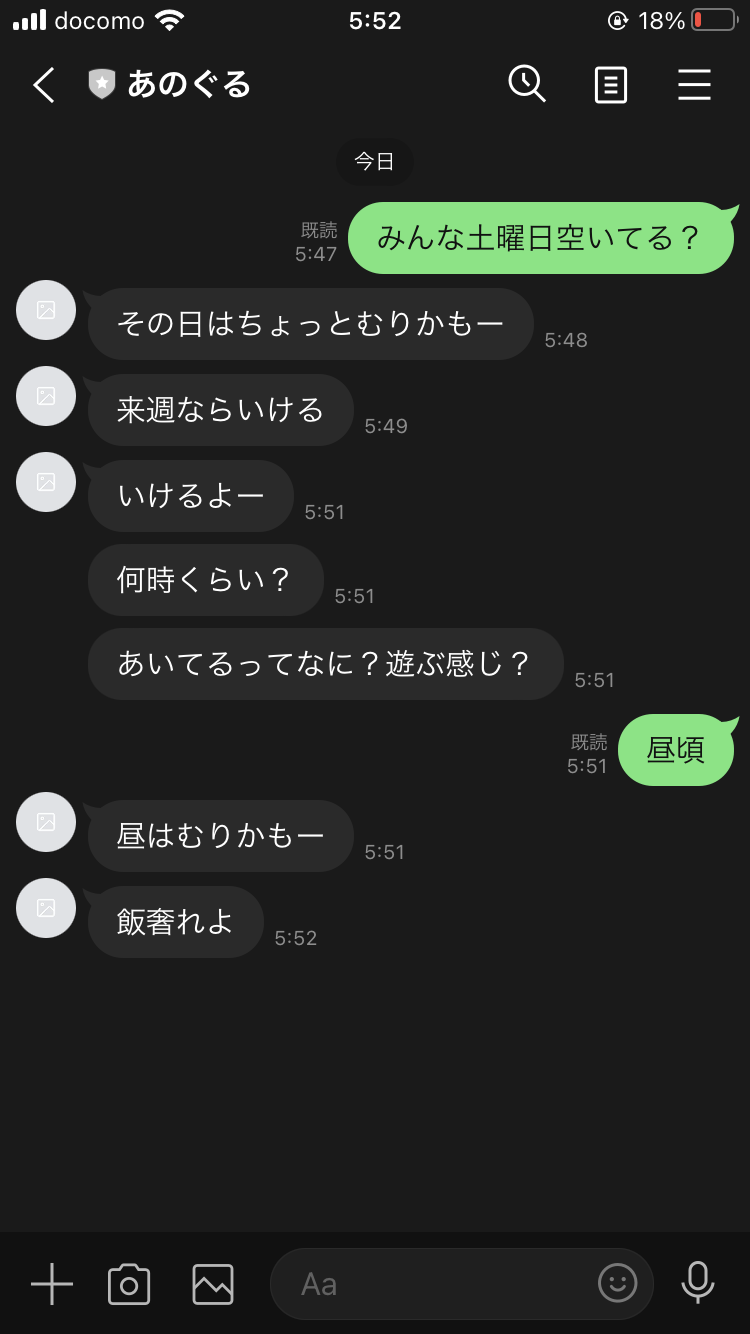 docomo 5:52 18%
あのぐる
今日
みんな土曜日空いてる？
既読
5:47
その日はちょっとむりかもー
5:48
来週ならいける
5:49
いけるよー
5:51
何時くらい？
5:51
あいてるってなに？遊ぶ感じ？
5:51
昼頃
既読
5:51
昼はむりかもー
5:51
飯奢れよ
5:52
Aa